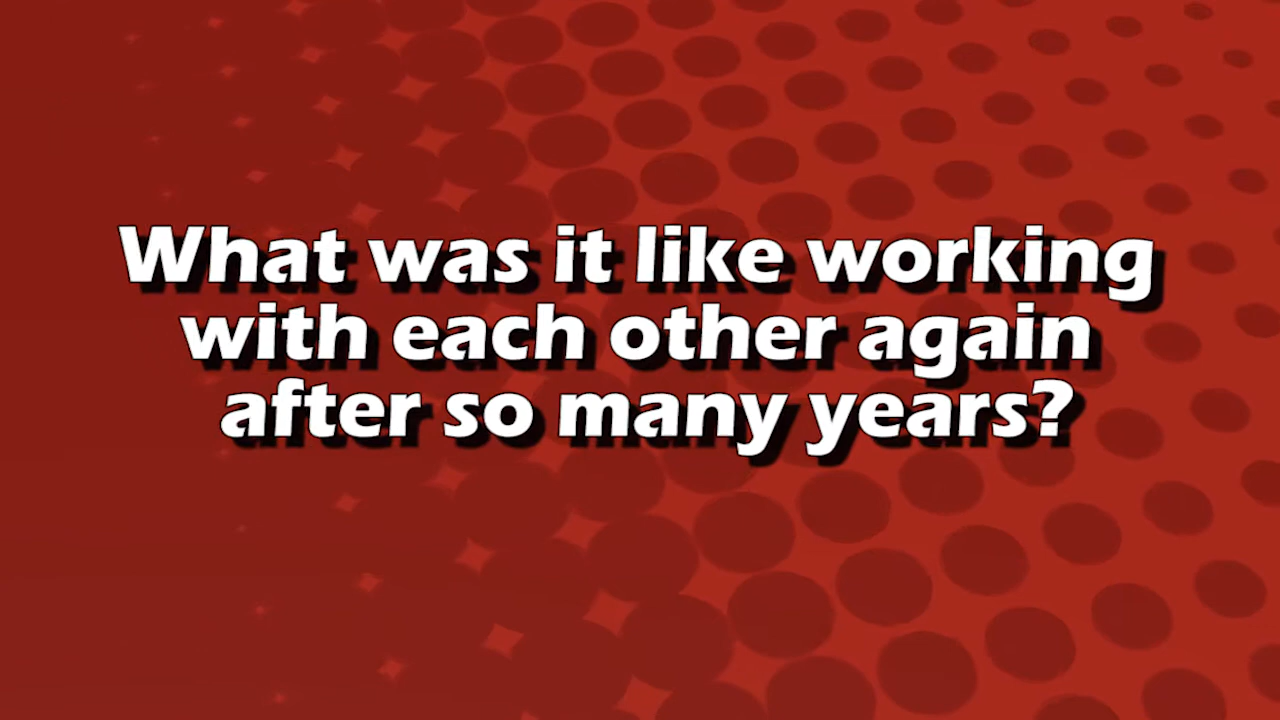 What was it like working
with each other again
after so many years?